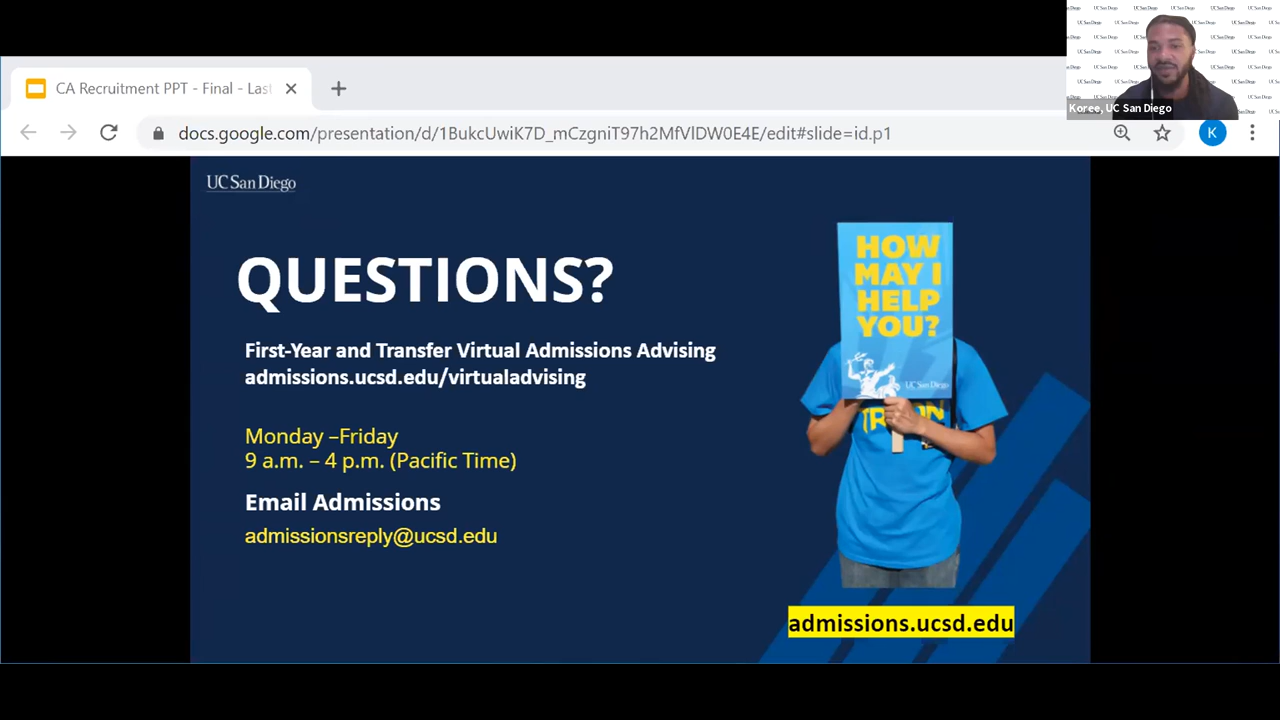 CA Recruitment PPT - Final - Las
docs.google.com/presentation/d/1BukcUwiK7D_mCzgniT97h2MfVlDW0E4E/edit#slide=id.p1
K
Koree, UC San Diego
UC San Diego
QUESTIONS?
First-Year and Transfer Virtual Admissions Advising
admissions.ucsd.edu/virtualadvising
Monday –Friday
9 a.m. – 4 p.m. (Pacific Time)
Email Admissions
admissionsreply@ucsd.edu
HOW
MAY I
HELP
YOU?
UC San Diego
admissions.ucsd.edu